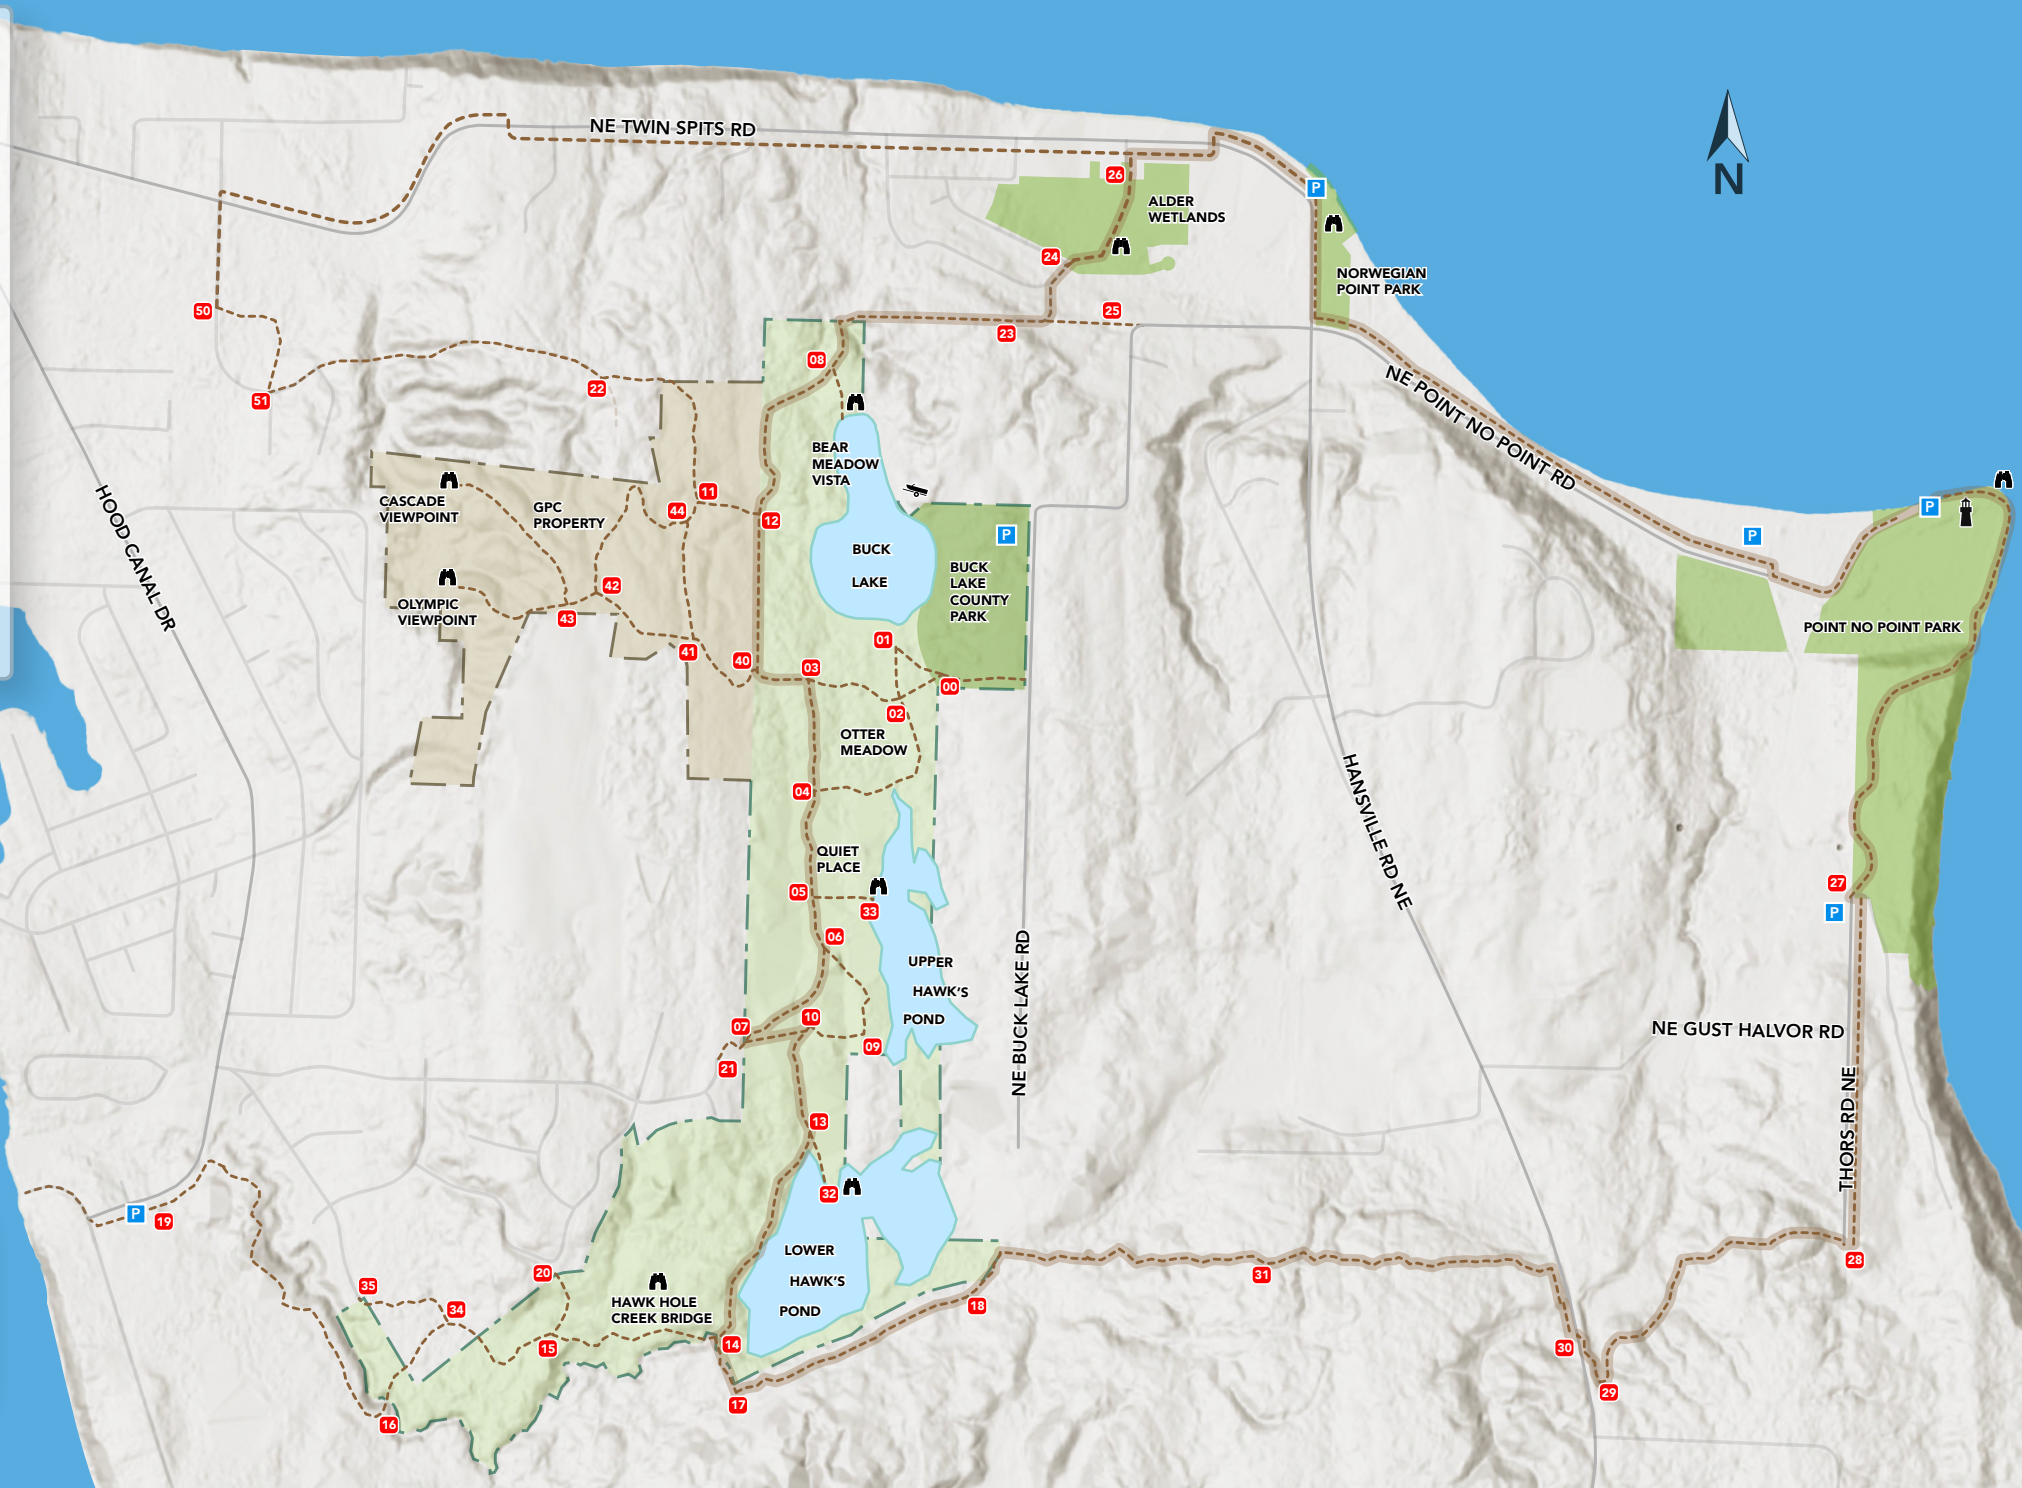 NE TWIN SPITS RD
26
ALDER
WETLANDS
P
N
24
NORWEGIAN
POINT PARK
50
25
23
08
22
51
NE POINT NO POINT RD
BEAR
MEADOW
VISTA
CASCADE
VIEWPOINT
GPC
PROPERTY
11
44
12
P
P
P
HOOD CANAL DR
BUCK
LAKE
BUCK
LAKE
COUNTY
PARK
42
OLYMPIC
VIEWPOINT
43
POINT NO POINT PARK
01
41
40
03
00
02
OTTER
MEADOW
04
HANSVILLE RD NE
QUIET
PLACE
05
33
27
P
06
UPPER
HAWK'S
POND
NE BUCK LAKE RD
07
10
09
21
NE GUST HALVOR RD
13
THORS RD NE
32
P
19
LOWER
HAWK'S
POND
28
20
31
35
34
HAWK HOLE
CREEK BRIDGE
18
14
15
30
29
17
16